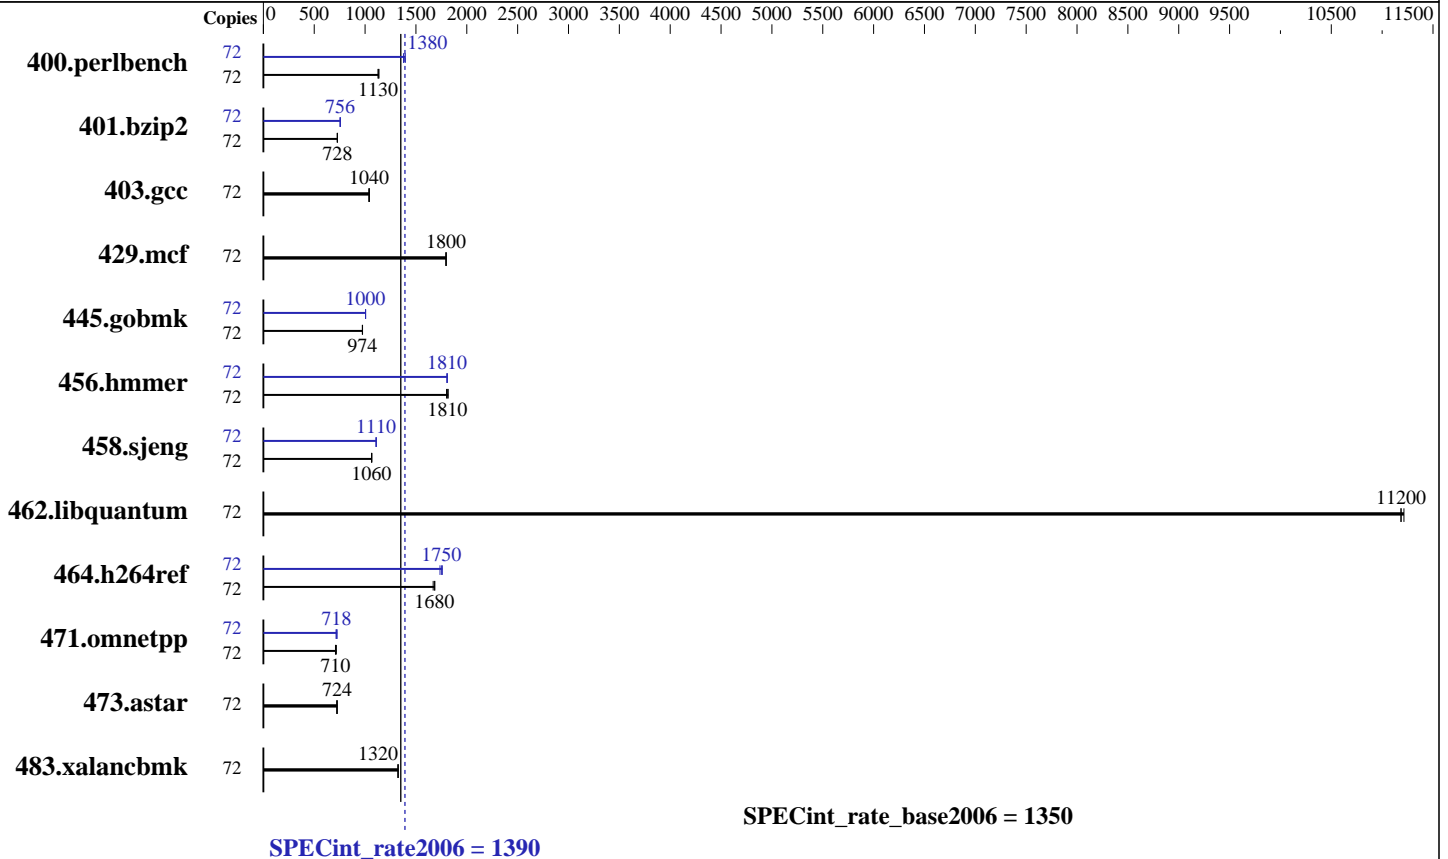 Copies 0 500 1000 1500 2000 2500 3000 3500 4000 4500 5000 5500 6000 6500 7000 7500 8000 8500 9000 9500 10500 11500
400.perlbench 72 1380
72 1130
401.bzip2 72 756
72 728
403.gcc 72 1040
429.mcf 72 1800
445.gobmk 72 1000
72 974
456.hmmer 72 1810
72 1810
458.sjeng 72 1110
72 1060
462.libquantum 72 11200
464.h264ref 72 1750
72 1680
471.omnetpp 72 718
72 710
473.astar 72 724
483.xalancbmk 72 1320
SPECint_rate_base2006 = 1350
SPECint_rate2006 = 1390